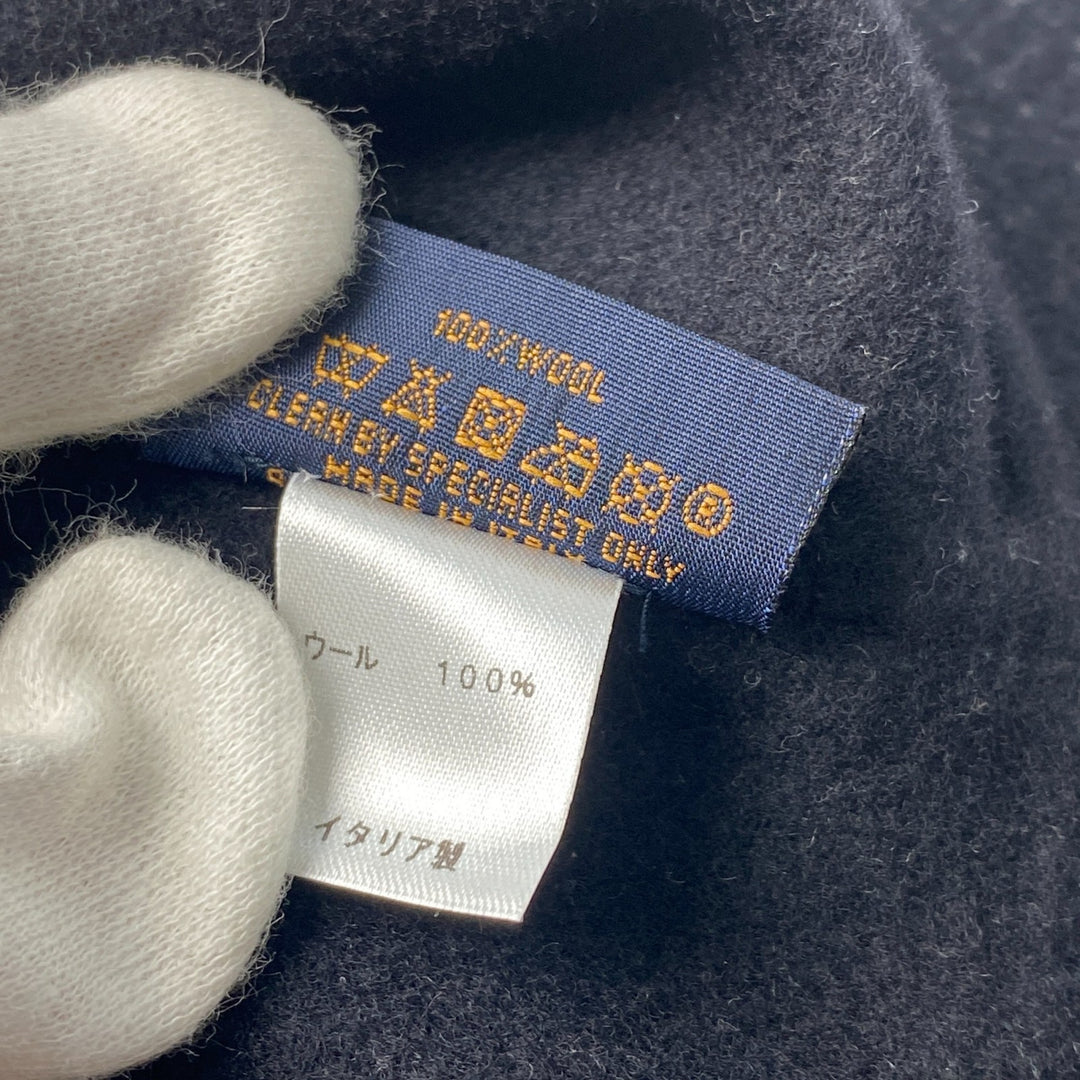 100%WOOL
CLEAN BY SPECIALIST ONLY
MADE IN ITALY
ウール 100%
イタリア製